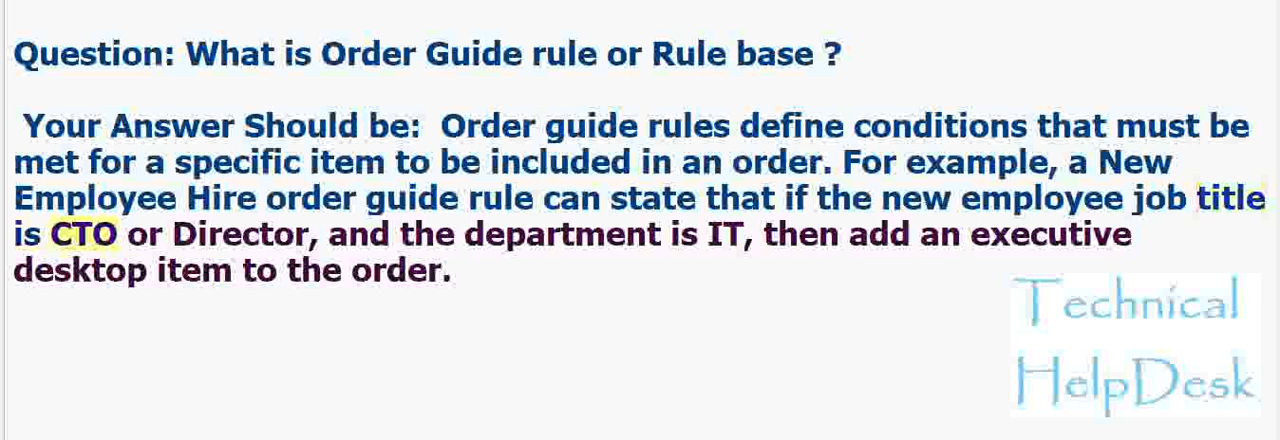 Question: What is Order Guide rule or Rule base ?
Your Answer Should be: Order guide rules define conditions that must be
met for a specific item to be included in an order. For example, a New
Employee Hire order guide rule can state that if the new employee job title
is CTO or Director, and the department is IT, then add an executive
desktop item to the order.
Technical
HelpDesk